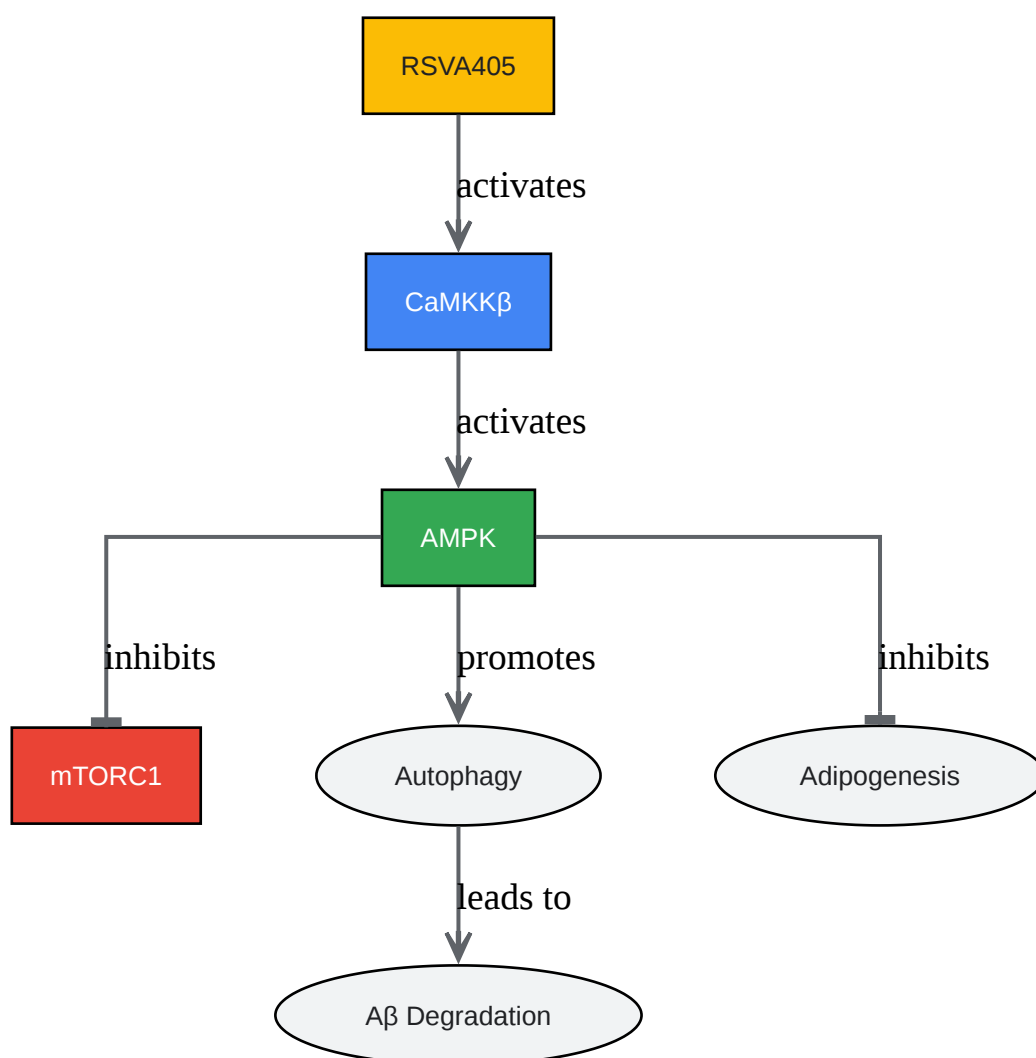 RSVA405
activates
CaMKKβ
activates
AMPK
inhibits
promotes
inhibits
mTORC1
Autophagy
Adipogenesis
leads to
Aβ Degradation